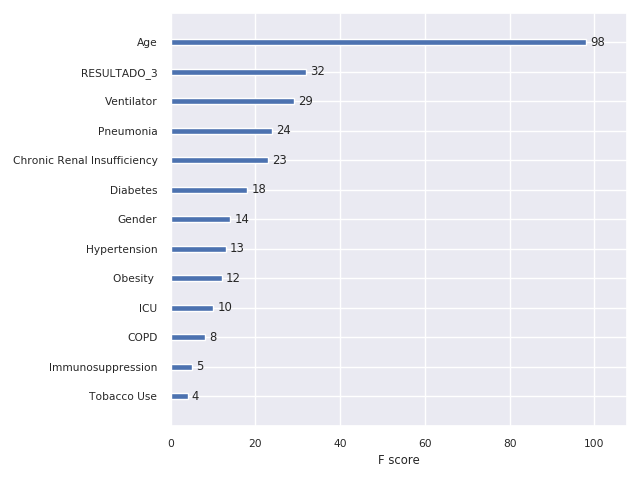 Age 98
RESULTADO_3 32
Ventilator 29
Pneumonia 24
Chronic Renal Insufficiency 23
Diabetes 18
Gender 14
Hypertension 13
Obesity 12
ICU 10
COPD 8
Immunosuppression 5
Tobacco Use 4
0 20 40 60 80 100
F score